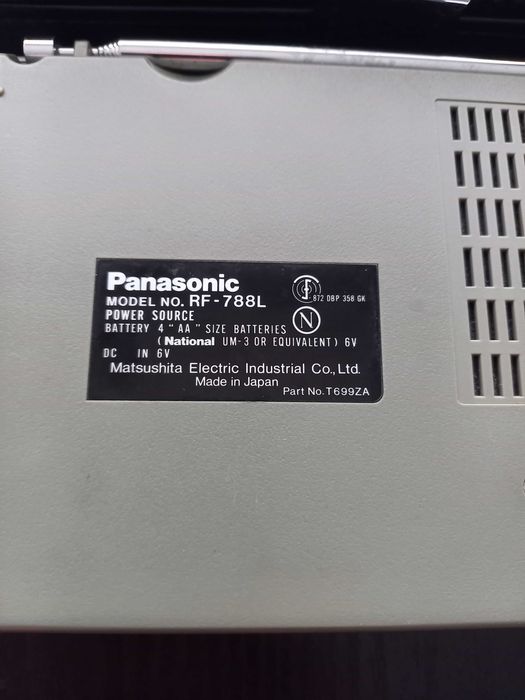 Panasonic
MODEL NO. RF-788L
POWER SOURCE
BATTERY 4 "AA" SIZE BATTERIES
(National UM-3 OR EQUIVALENT) 6V
DC IN 6V
Matsushita Electric Industrial Co., Ltd.
Made in Japan
Part No. T699ZA
872 DBP 358 GK
N